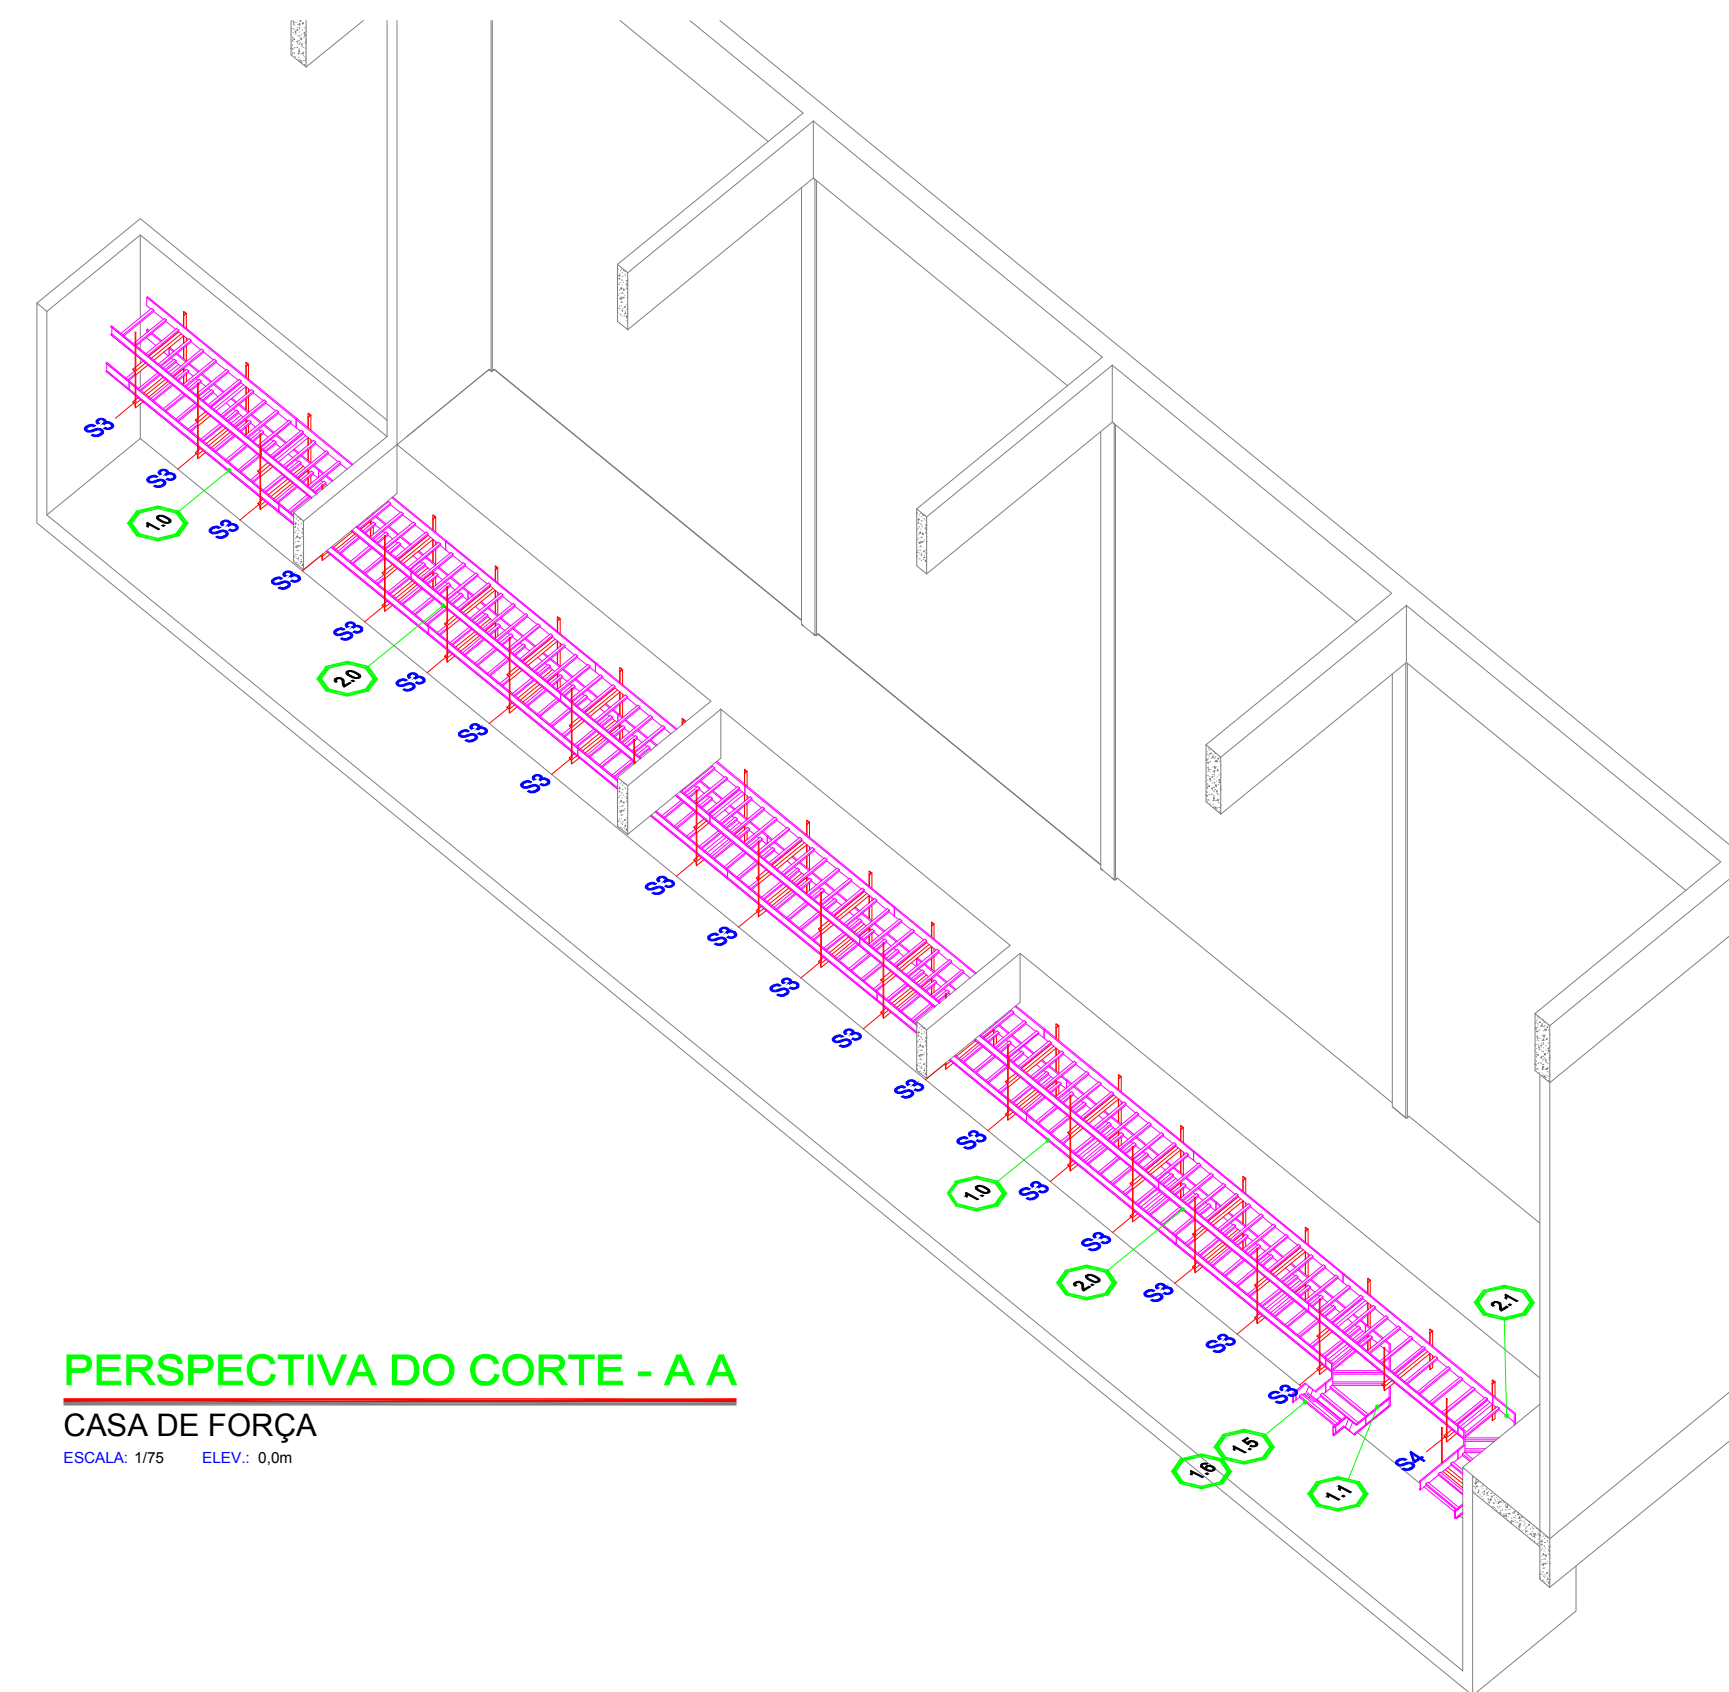 S3
S3
1.0
S3
S3
S3
2.0
S3
S3
S3
S3
S3
S3
S3
S3
S3
1.0
S3
S3
2.0
S3
S3
2.1
S3
S4
1.5
1.6
1.1
PERSPECTIVA DO CORTE - A A
CASA DE FORÇA
ESCALA: 1/75 ELEV.: 0,0m